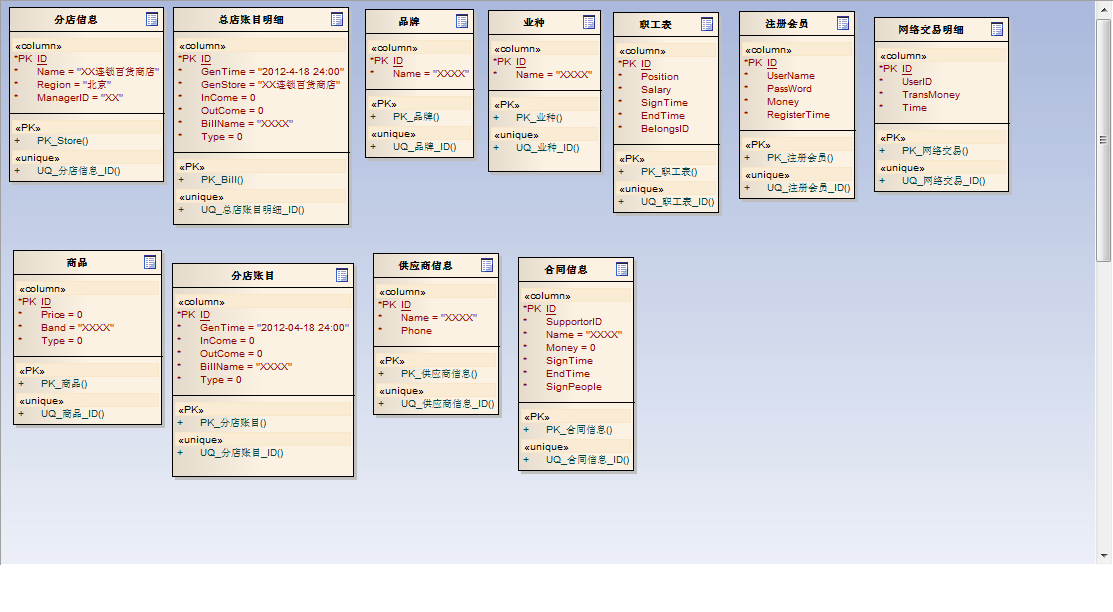 分店信息
«column»
*PK ID
* Name = "XX连锁百货商店"
* Region = "北京"
* ManagerID = "XX"
«PK»
+ PK_Store()
«unique»
+ UQ_分店信息_ID()
总店账目明细
«column»
*PK ID
* GenTime = "2012-4-18 24:00"
* GenStore = "XX连锁百货商店"
* InCome = 0
* OutCome = 0
* BillName = "XXXX"
* Type = 0
«PK»
+ PK_Bill()
«unique»
+ UQ_总店账目明细_ID()
品牌
«column»
*PK ID
* Name = "XXXX"
«PK»
+ PK_品牌()
«unique»
+ UQ_品牌_ID()
业种
«column»
*PK ID
* Name = "XXXX"
«PK»
+ PK_业种()
«unique»
+ UQ_业种_ID()
职工表
«column»
*PK ID
* Position
* Salary
* SignTime
* EndTime
* BelongsID
«PK»
+ PK_职工表()
«unique»
+ UQ_职工表_ID()
注册会员
«column»
*PK ID
* UserName
* PassWord
* Money
* RegisterTime
«PK»
+ PK_注册会员()
«unique»
+ UQ_注册会员_ID()
网络交易明细
«column»
*PK ID
* UserID
* TransMoney
* Time
«PK»
+ PK_网络交易()
«unique»
+ UQ_网络交易_ID()
商品
«column»
*PK ID
* Price = 0
* Band = "XXXX"
* Type = 0
«PK»
+ PK_商品()
«unique»
+ UQ_商品_ID()
分店账目
«column»
*PK ID
* GenTime = "2012-04-18 24:00"
* InCome = 0
* OutCome = 0
* BillName = "XXXX"
* Type = 0
«PK»
+ PK_分店账目()
«unique»
+ UQ_分店账目_ID()
供应商信息
«column»
*PK ID
* Name = "XXXX"
* Phone
«PK»
+ PK_供应商信息()
«unique»
+ UQ_供应商信息_ID()
合同信息
«column»
*PK ID
* SupportorID
* Name = "XXXX"
* Money = 0
* SignTime
* EndTime
* SignPeople
«PK»
+ PK_合同信息()
«unique»
+ UQ_合同信息_ID()